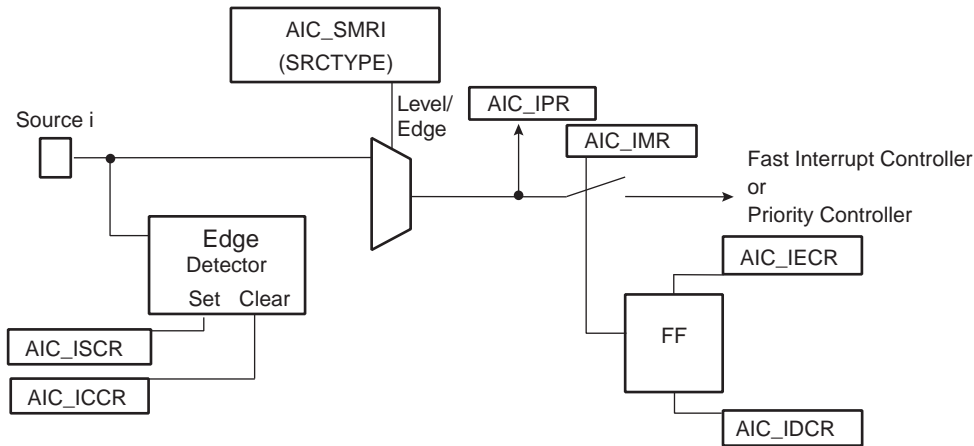 AIC_SMRI
(SRCTYPE)
Level/
Edge
AIC_IPR
Source i
AIC_IMR
Fast Interrupt Controller
or
Priority Controller
Edge
Detector
Set Clear
AIC_IECR
FF
AIC_ISCR
AIC_ICCR
AIC_IDCR